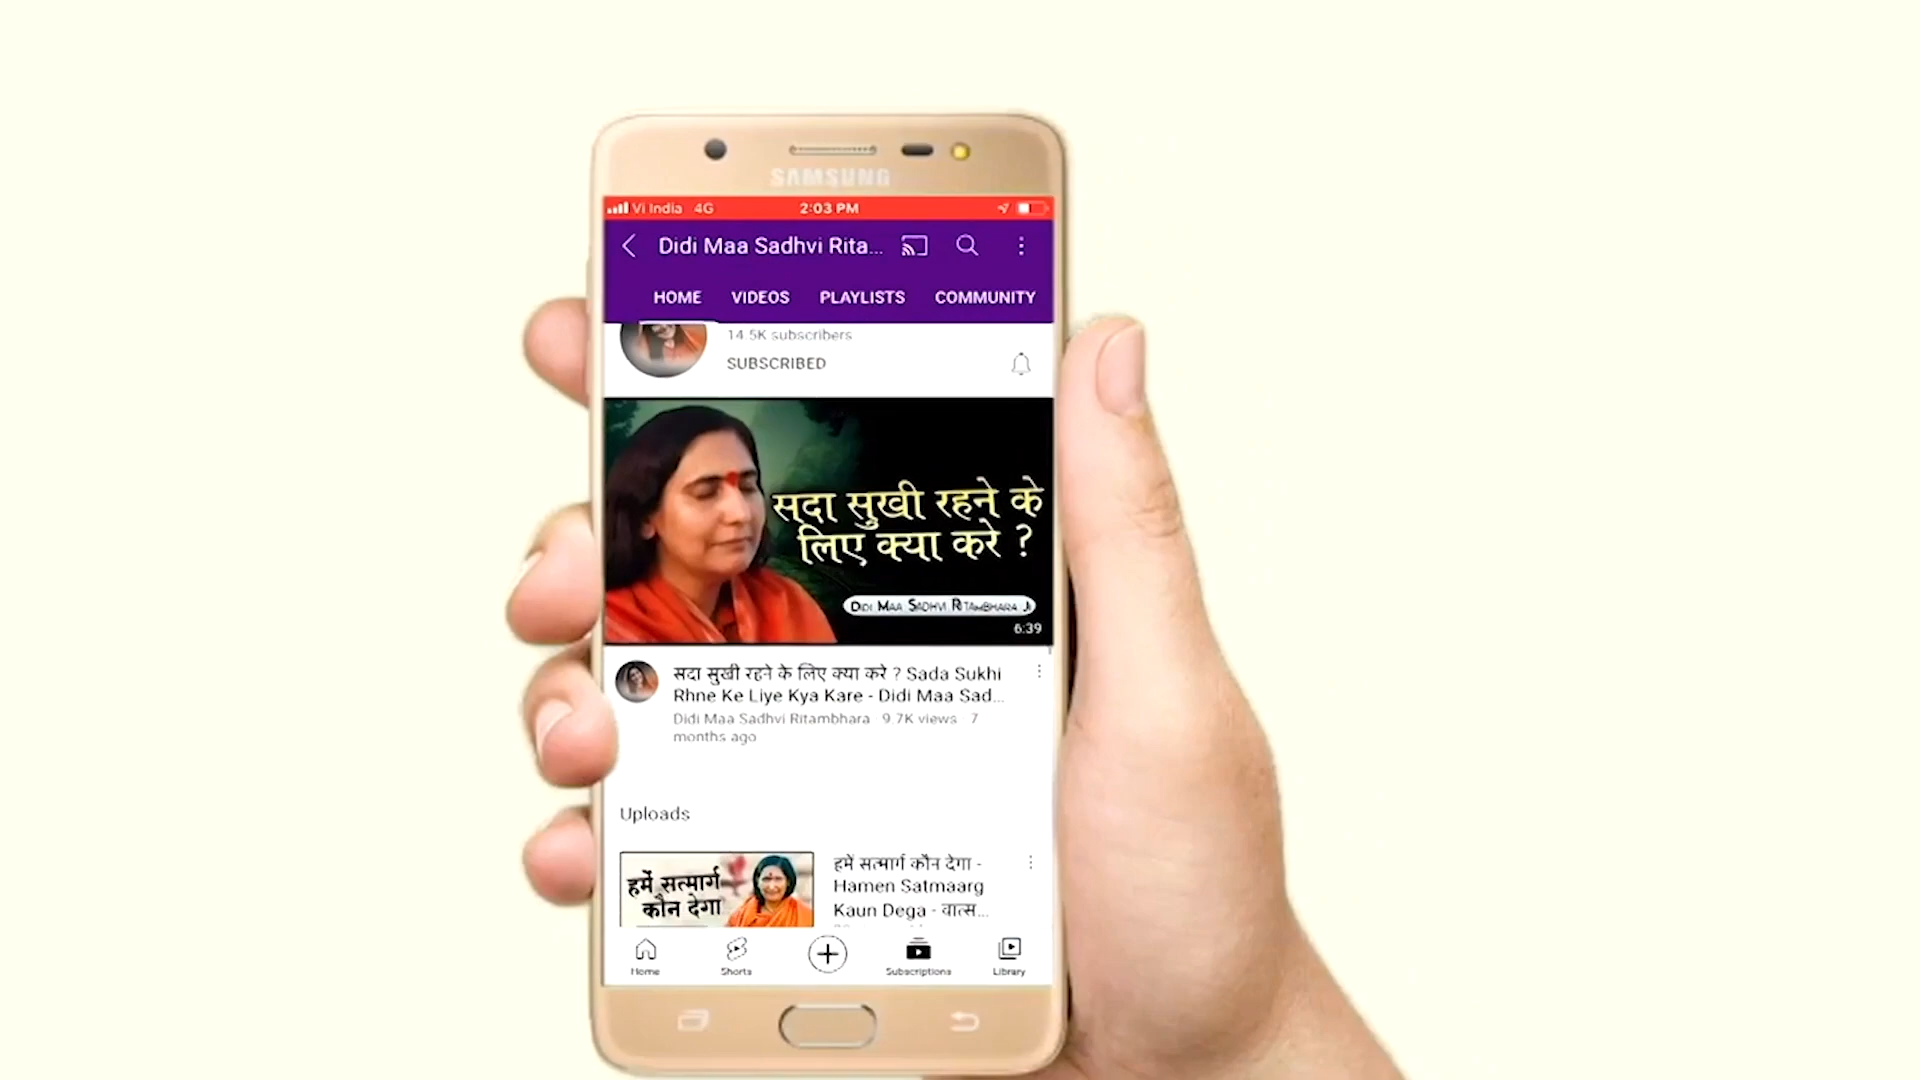 SAMSUNG
Vi India 4G 2:03 PM
Didi Maa Sadhvi Rita...
HOME VIDEOS PLAYLISTS COMMUNITY
14.5K subscribers
SUBSCRIBED
सदा सुखी रहने के
लिए क्या करे ?
DIDI MAA SADHVI RITAMBHARA JI
6:39
सदा सुखी रहने के लिए क्या करे ? Sada Sukhi
Rhne Ke Liye Kya Kare - Didi Maa Sad...
Didi Maa Sadhvi Ritambhara 9.7K views 7
months ago
Uploads
हमें सत्मार्ग
कौन देगा
हमें सत्मार्ग कौन देगा -
Hamen Satmaarg
Kaun Dega - वात्स...
Home Shorts Subscriptions Library